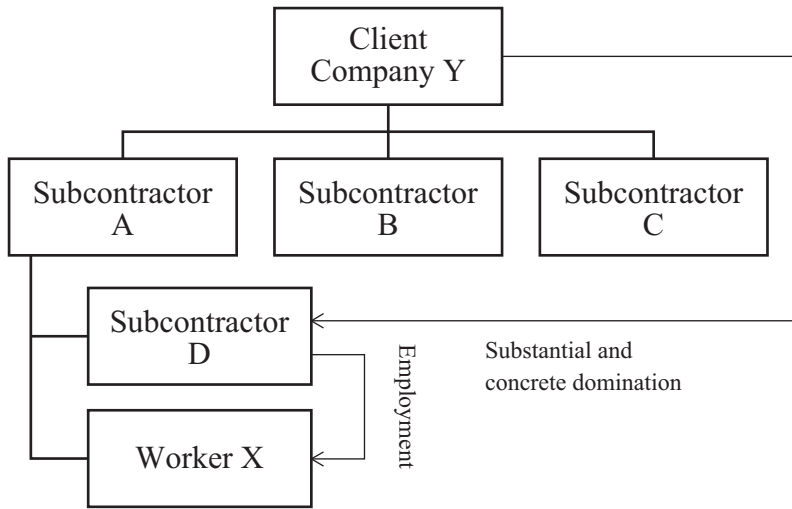 Client
Company Y
Subcontractor
A
Subcontractor
B
Subcontractor
C
Subcontractor
D
Employment
Substantial and
concrete domination
Worker X